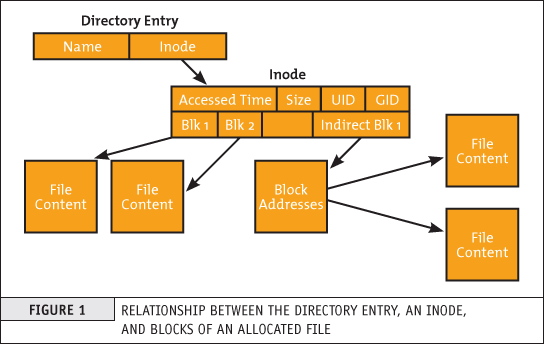 Directory Entry
Name Inode
Inode
Accessed Time Size UID GID
Blk 1 Blk 2 Indirect Blk 1
File
Content
File
Content
Block
Addresses
File
Content
File
Content
FIGURE 1
RELATIONSHIP BETWEEN THE DIRECTORY ENTRY, AN INODE,
AND BLOCKS OF AN ALLOCATED FILE